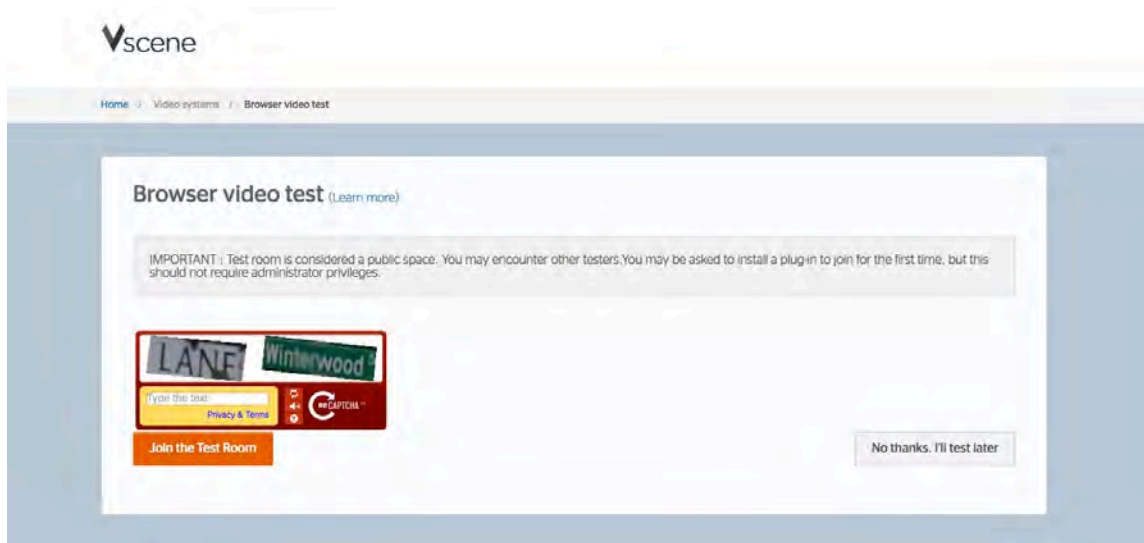 Vscene
Home / Video systems / Browser video test
Browser video test (Learn more)
IMPORTANT : Test room is considered a public space. You may encounter other testers.You may be asked to install a plug-in to join for the first time, but this
should not require administrator privileges.
LANE Winterwood
Type the text
Privacy & Terms
reCAPTCHA™
Join the Test Room
No thanks. I'll test later